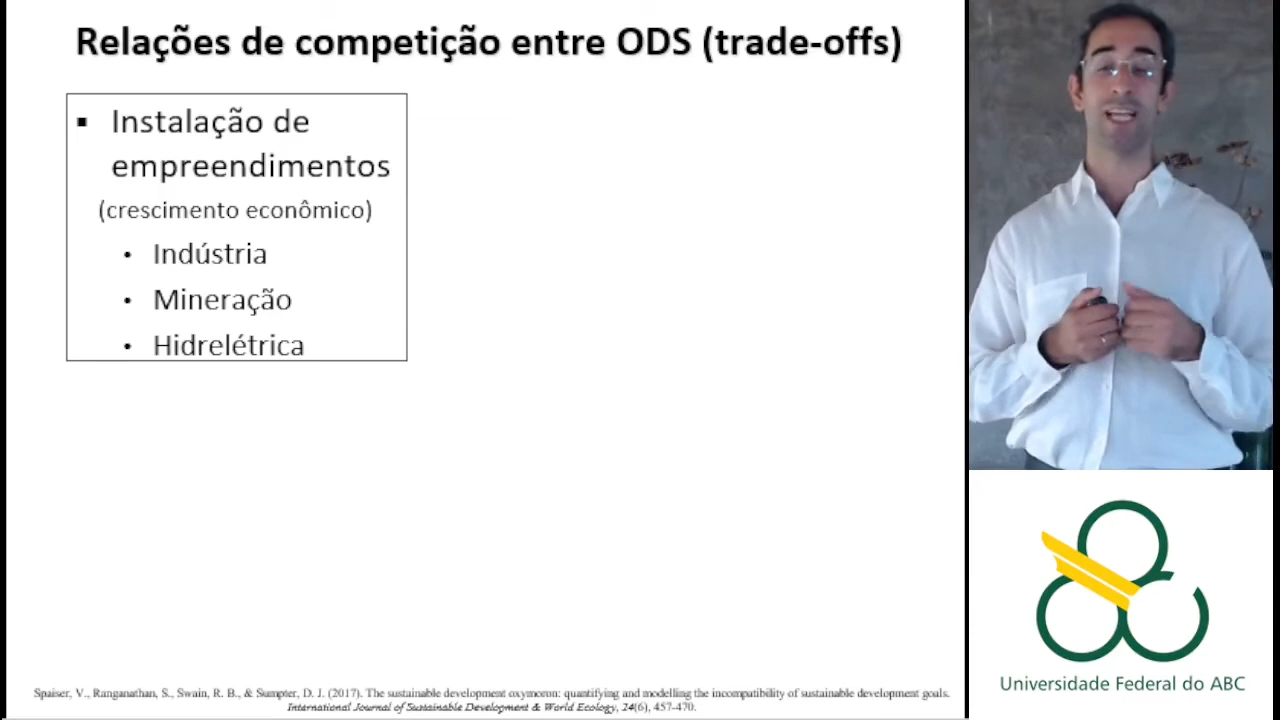 Relações de competição entre ODS (trade-offs)
▪ Instalação de
empreendimentos
(crescimento econômico)
• Indústria
• Mineração
• Hidrelétrica
Spaiser, V., Ranganathan, S., Swain, R. B., & Sumpter, D. J. (2017). The sustainable development oxymoron: quantifying and modelling the incompatibility of sustainable development goals.
International Journal of Sustainable Development & World Ecology, 24(6), 457-470.
Universidade Federal do ABC